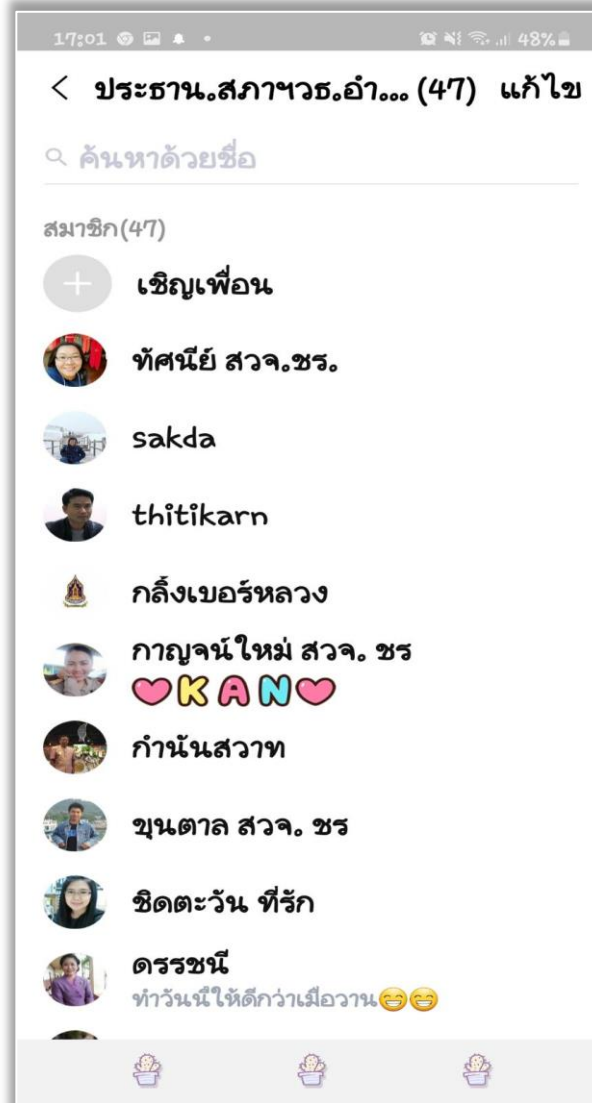 17:01
48%
ประธาน.สภาฯวธ.อำ... (47) แก้ไข
ค้นหาด้วยชื่อ
สมาชิก(47)
เชิญเพื่อน
ทัศนีย์ สวจ.ชร.
sakda
thitikarn
กลิ้งเบอร์หลวง
กาญจน์ใหม่ สวจ. ชร
KAN
กำนันสวาท
ขุนตาล สวจ. ชร
ชิดตะวัน ที่รัก
ดรรชนี
ทำวันนี้ให้ดีกว่าเมื่อวาน😁😁